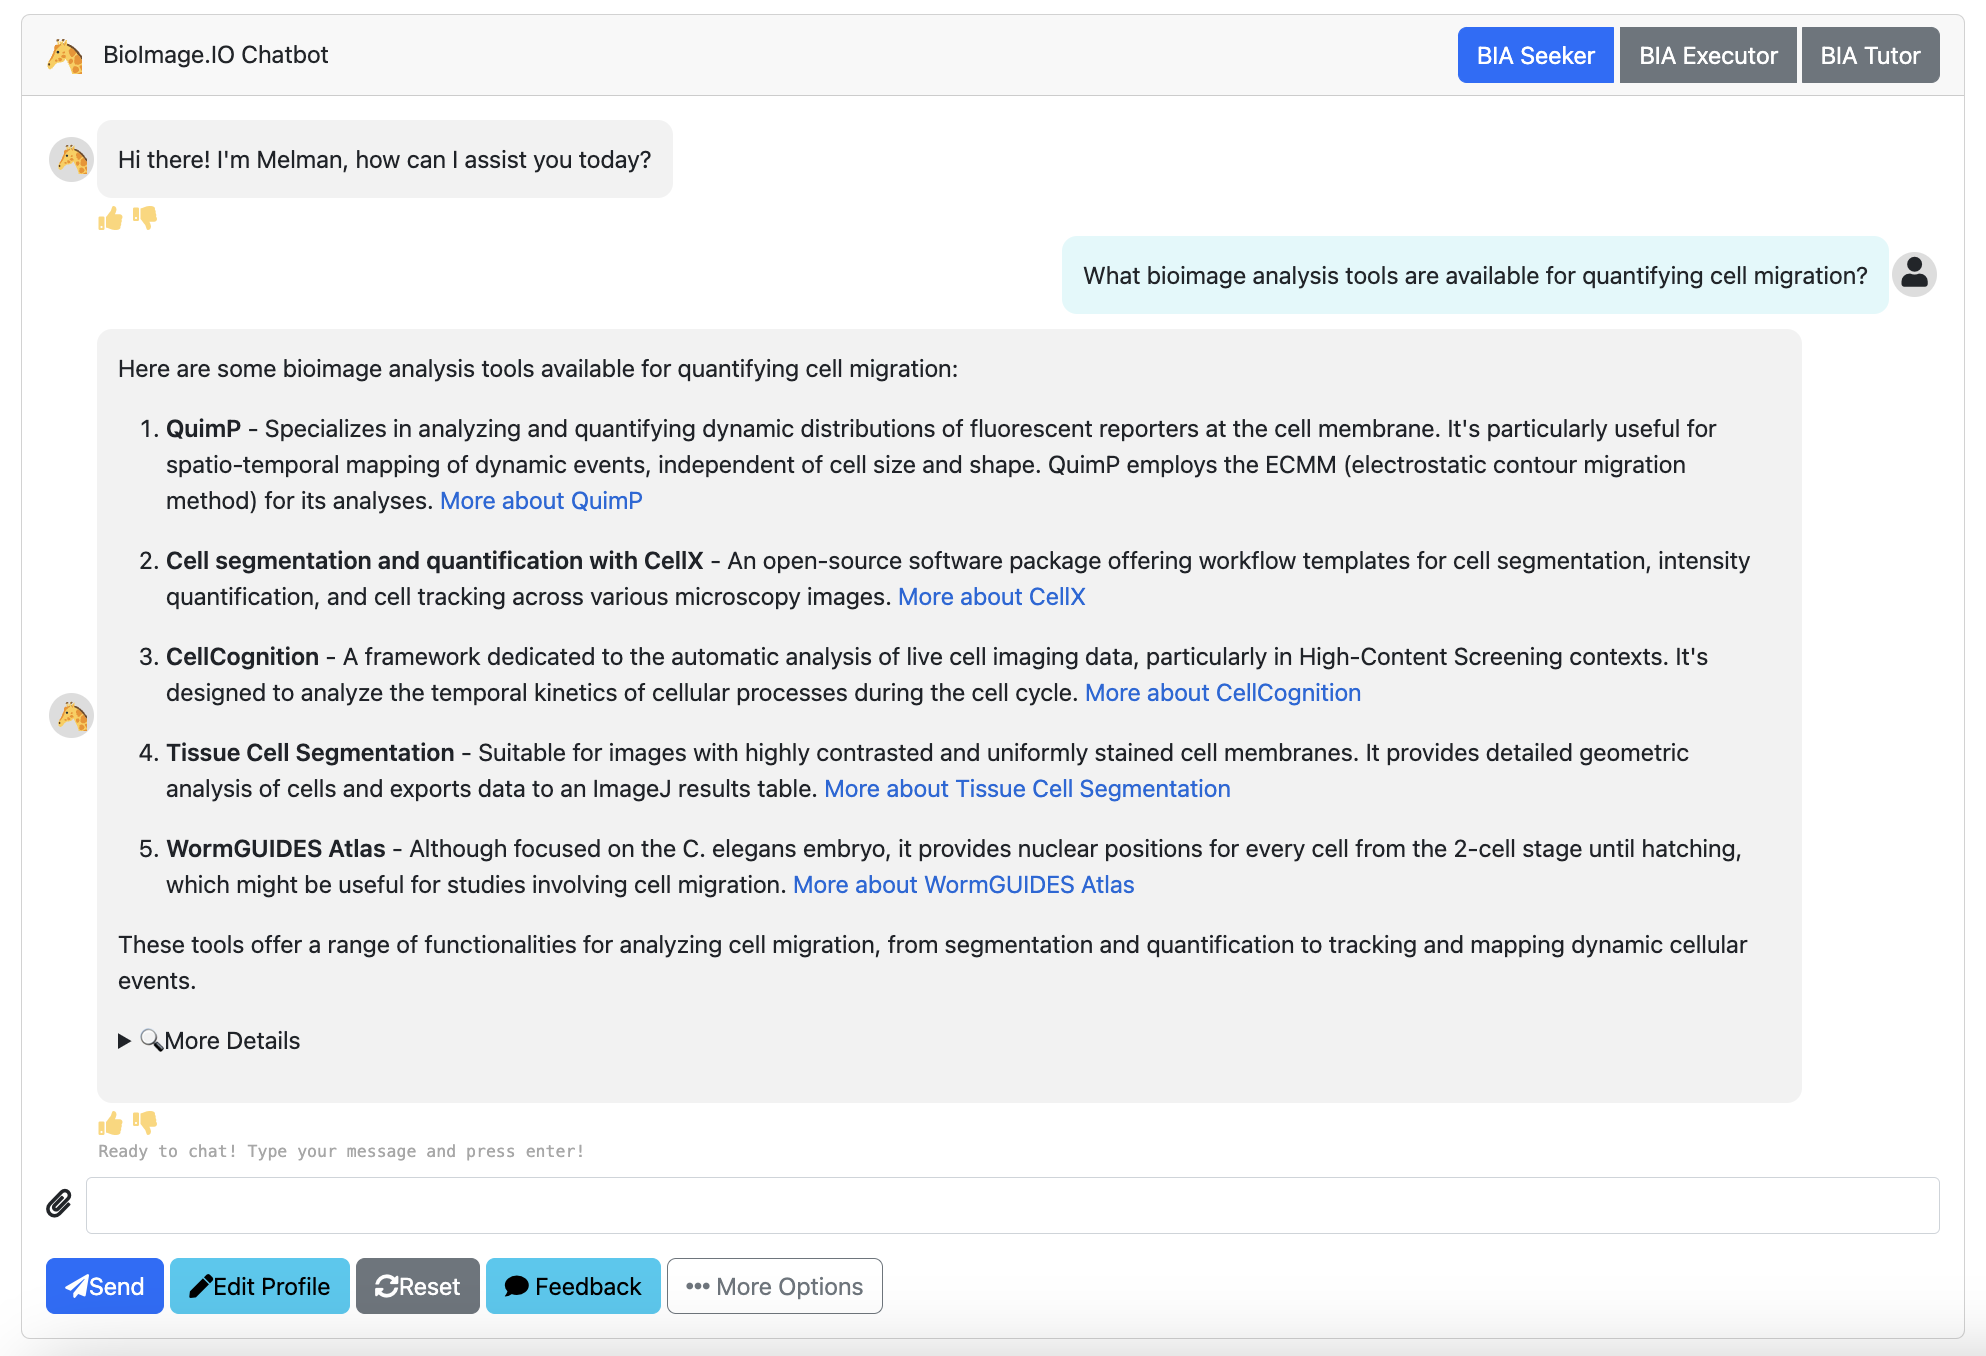 BioImage.IO Chatbot
BIA Seeker
BIA Executor
BIA Tutor
Hi there! I'm Melman, how can I assist you today?
What bioimage analysis tools are available for quantifying cell migration?
Here are some bioimage analysis tools available for quantifying cell migration:
1. QuimP - Specializes in analyzing and quantifying dynamic distributions of fluorescent reporters at the cell membrane. It's particularly useful for
spatio-temporal mapping of dynamic events, independent of cell size and shape. QuimP employs the ECMM (electrostatic contour migration
method) for its analyses. More about QuimP
2. Cell segmentation and quantification with CellX - An open-source software package offering workflow templates for cell segmentation, intensity
quantification, and cell tracking across various microscopy images. More about CellX
3. CellCognition - A framework dedicated to the automatic analysis of live cell imaging data, particularly in High-Content Screening contexts. It's
designed to analyze the temporal kinetics of cellular processes during the cell cycle. More about CellCognition
4. Tissue Cell Segmentation - Suitable for images with highly contrasted and uniformly stained cell membranes. It provides detailed geometric
analysis of cells and exports data to an ImageJ results table. More about Tissue Cell Segmentation
5. WormGUIDES Atlas - Although focused on the C. elegans embryo, it provides nuclear positions for every cell from the 2-cell stage until hatching,
which might be useful for studies involving cell migration. More about WormGUIDES Atlas
These tools offer a range of functionalities for analyzing cell migration, from segmentation and quantification to tracking and mapping dynamic cellular
events.
More Details
Ready to chat! Type your message and press enter!
Send
Edit Profile
Reset
Feedback
More Options